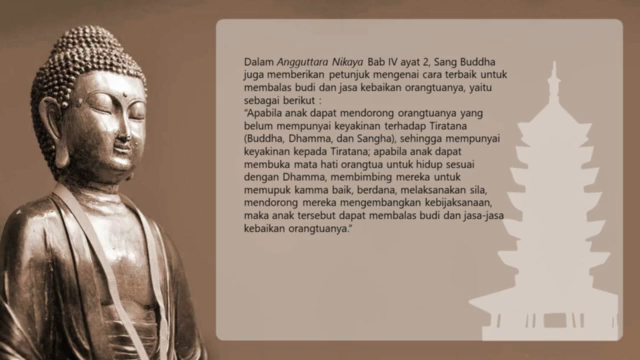 Dalam Angguttara Nikaya Bab IV ayat 2, Sang Buddha
juga memberikan petunjuk mengenai cara terbaik untuk
membalas budi dan jasa kebaikan orangtuanya, yaitu
sebagai berikut :
“Apabila anak dapat mendorong orangtuanya yang
belum mempunyai keyakinan terhadap Tiratana
(Buddha, Dhamma, dan Sangha), sehingga mempunyai
keyakinan kepada Tiratana; apabila anak dapat
membuka mata hati orangtua untuk hidup sesuai
dengan Dhamma, membimbing mereka untuk
memupuk kamma baik, berdana, melaksanakan sila,
mendorong mereka mengembangkan kebijaksanaan,
maka anak tersebut dapat membalas budi dan jasa-jasa
kebaikan orangtuanya.”